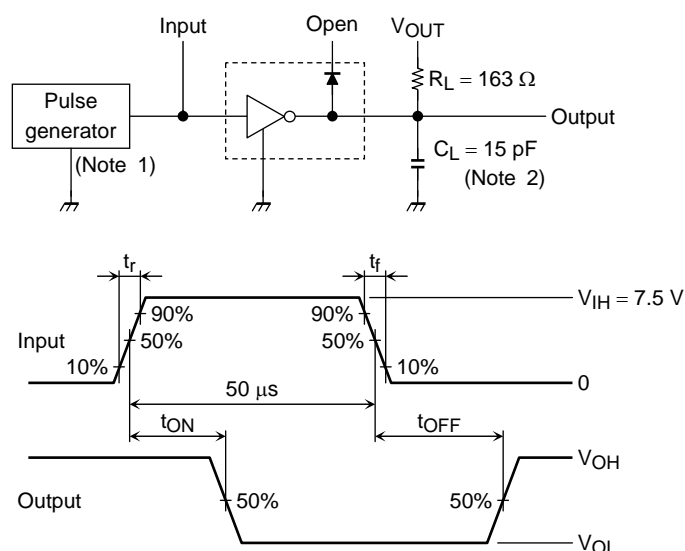 Input
Open
VOUT
RL = 163 Ω
Pulse
generator
Output
(Note 1)
CL = 15 pF
(Note 2)
tr
tf
VIH = 7.5 V
90%
90%
Input
50%
50%
10%
10%
0
50 μs
tON
tOFF
VOH
Output
50%
50%
VOL